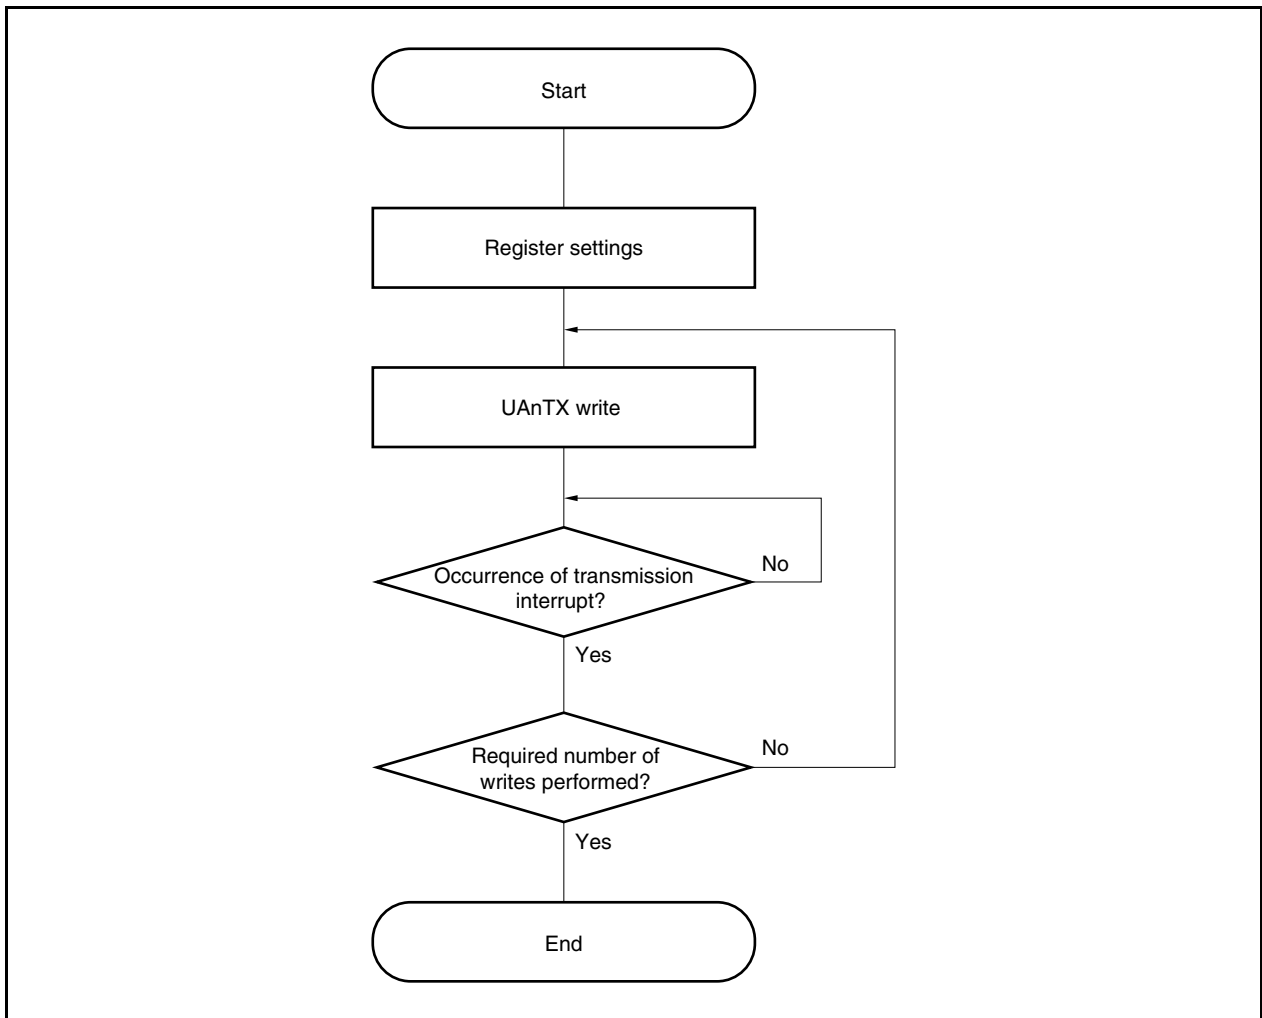 Start
Register settings
UAnTX write
No
Occurrence of transmission
interrupt?
Yes
No
Required number of
writes performed?
Yes
End